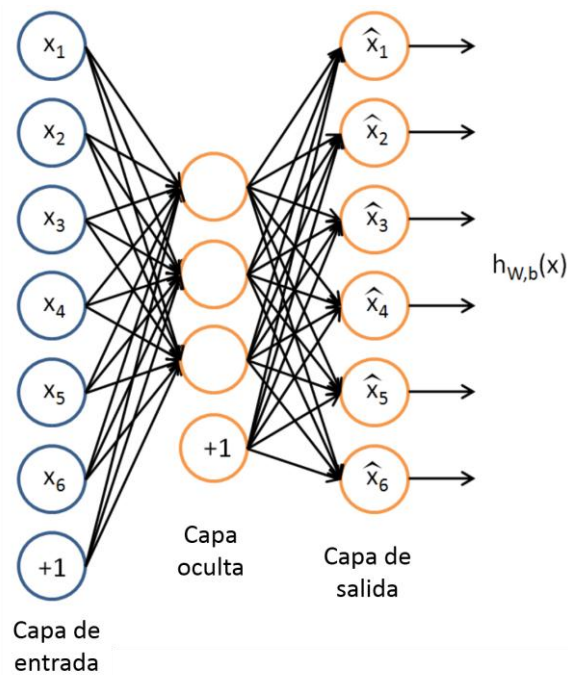 x1
x2
x3
x4
x5
x6
+1
Capa de
entrada
+1
Capa
oculta
x̂1
x̂2
x̂3
x̂4
x̂5
x̂6
Capa de
salida
hW,b(x)